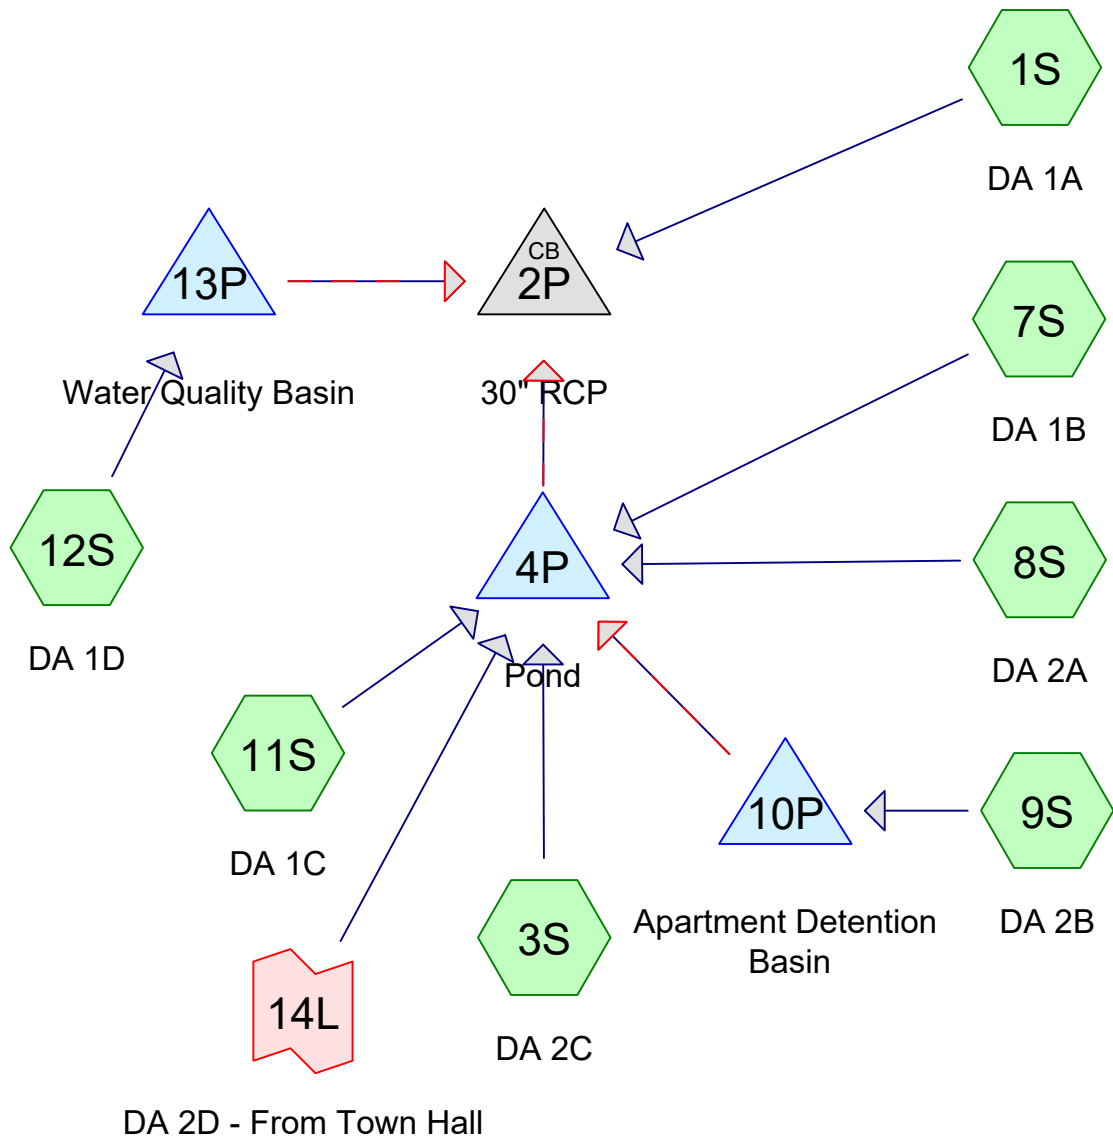 1S
DA 1A
13P
Water Quality Basin
CB
2P
30" RCP
7S
DA 1B
12S
DA 1D
4P
Pond
8S
DA 2A
11S
DA 1C
10P
Apartment Detention
Basin
9S
DA 2B
3S
DA 2C
14L
DA 2D - From Town Hall